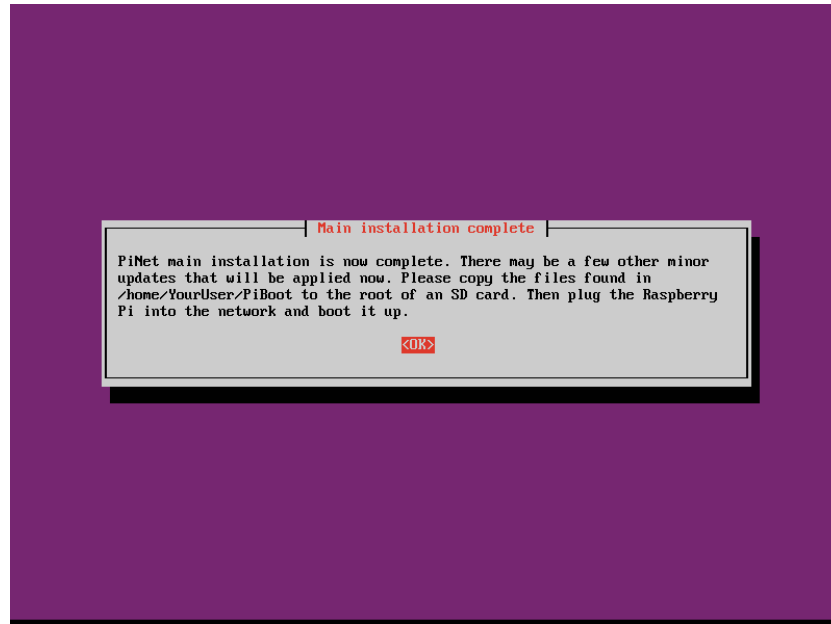 Main installation complete
PiNet main installation is now complete. There may be a few other minor
updates that will be applied now. Please copy the files found in
/home/YourUser/PiBoot to the root of an SD card. Then plug the Raspberry
Pi into the network and boot it up.
<OK>